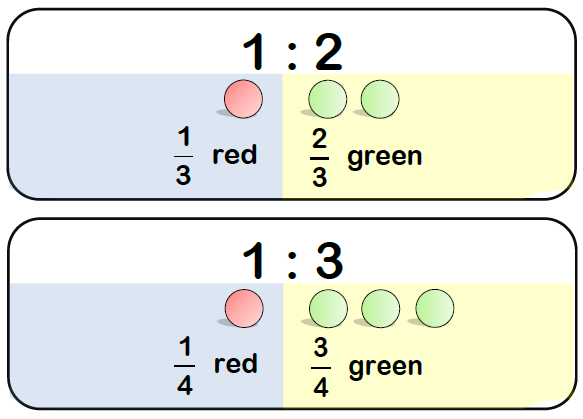 1 : 2
1/3 red 2/3 green
1 : 3
1/4 red 3/4 green